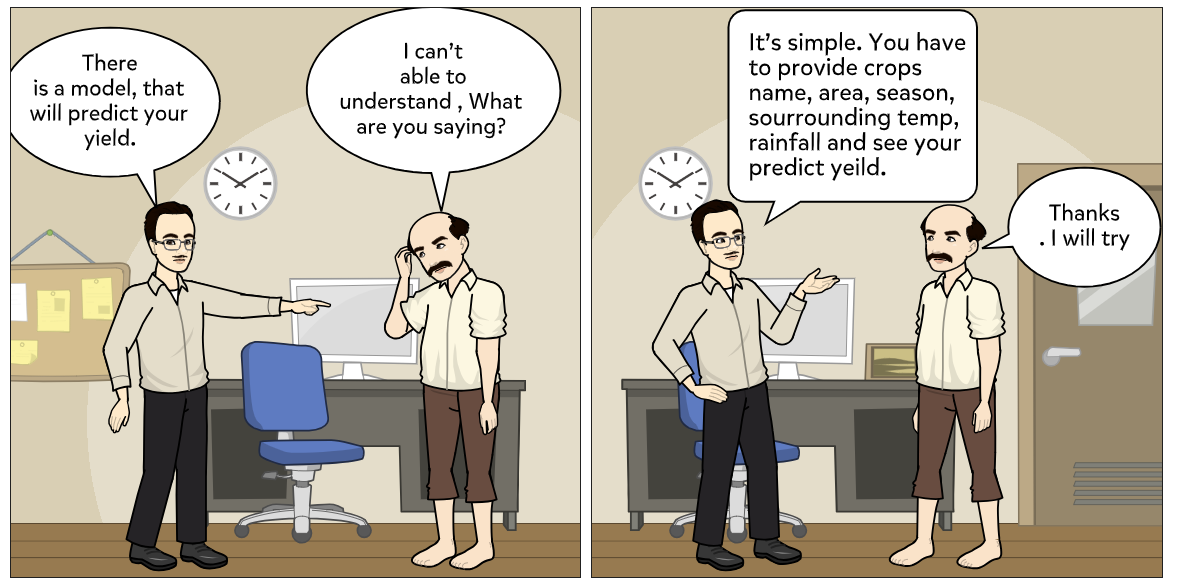 There
is a model, that
will predict your
yield.
I can't
able to
understand , What
are you saying?
It's simple. You have
to provide crops
name, area, season,
sourrounding temp,
rainfall and see your
predict yeild.
Thanks
. I will try